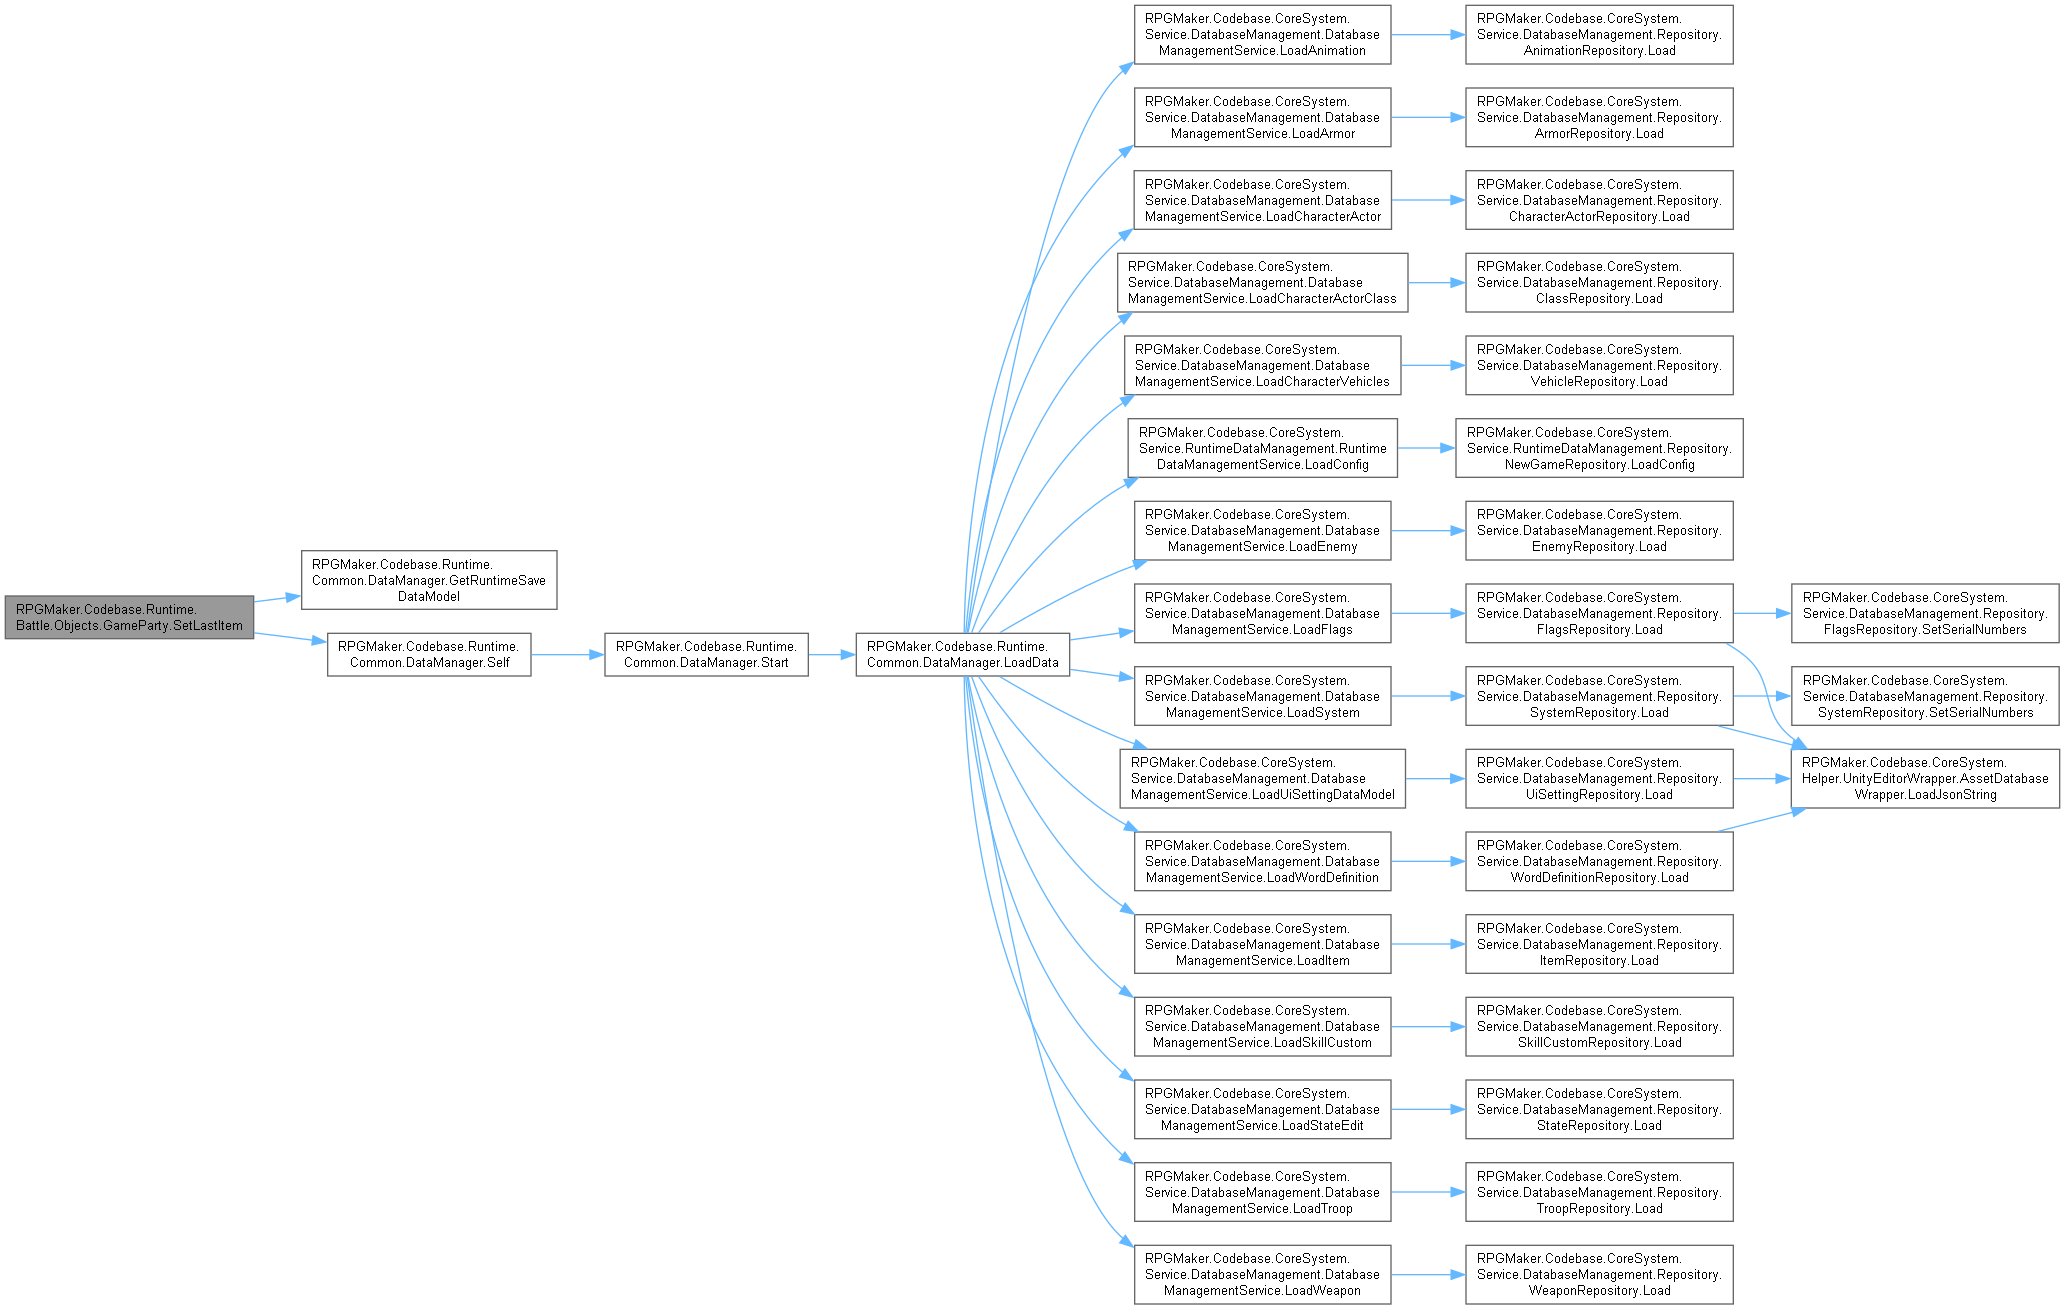 RPGMaker.Codebase.Runtime.
Battle.Objects.GameParty.SetLastItem
RPGMaker.Codebase.Runtime.
Common.DataManager.GetRuntimeSave
DataModel
RPGMaker.Codebase.Runtime.
Common.DataManager.Self
RPGMaker.Codebase.Runtime.
Common.DataManager.Start
RPGMaker.Codebase.Runtime.
Common.DataManager.LoadData
RPGMaker.Codebase.CoreSystem.
Service.DatabaseManagement.Database
ManagementService.LoadAnimation
RPGMaker.Codebase.CoreSystem.
Service.DatabaseManagement.Repository.
AnimationRepository.Load
RPGMaker.Codebase.CoreSystem.
Service.DatabaseManagement.Database
ManagementService.LoadArmor
RPGMaker.Codebase.CoreSystem.
Service.DatabaseManagement.Repository.
ArmorRepository.Load
RPGMaker.Codebase.CoreSystem.
Service.DatabaseManagement.Database
ManagementService.LoadCharacterActor
RPGMaker.Codebase.CoreSystem.
Service.DatabaseManagement.Repository.
CharacterActorRepository.Load
RPGMaker.Codebase.CoreSystem.
Service.DatabaseManagement.Database
ManagementService.LoadCharacterActorClass
RPGMaker.Codebase.CoreSystem.
Service.DatabaseManagement.Repository.
ClassRepository.Load
RPGMaker.Codebase.CoreSystem.
Service.DatabaseManagement.Database
ManagementService.LoadCharacterVehicles
RPGMaker.Codebase.CoreSystem.
Service.DatabaseManagement.Repository.
VehicleRepository.Load
RPGMaker.Codebase.CoreSystem.
Service.RuntimeDataManagement.Runtime
DataManagementService.LoadConfig
RPGMaker.Codebase.CoreSystem.
Service.RuntimeDataManagement.Repository.
NewGameRepository.LoadConfig
RPGMaker.Codebase.CoreSystem.
Service.DatabaseManagement.Database
ManagementService.LoadEnemy
RPGMaker.Codebase.CoreSystem.
Service.DatabaseManagement.Repository.
EnemyRepository.Load
RPGMaker.Codebase.CoreSystem.
Service.DatabaseManagement.Database
ManagementService.LoadFlags
RPGMaker.Codebase.CoreSystem.
Service.DatabaseManagement.Repository.
FlagsRepository.Load
RPGMaker.Codebase.CoreSystem.
Service.DatabaseManagement.Repository.
FlagsRepository.SetSerialNumbers
RPGMaker.Codebase.CoreSystem.
Service.DatabaseManagement.Database
ManagementService.LoadSystem
RPGMaker.Codebase.CoreSystem.
Service.DatabaseManagement.Repository.
SystemRepository.Load
RPGMaker.Codebase.CoreSystem.
Service.DatabaseManagement.Repository.
SystemRepository.SetSerialNumbers
RPGMaker.Codebase.CoreSystem.
Service.DatabaseManagement.Database
ManagementService.LoadUiSettingDataModel
RPGMaker.Codebase.CoreSystem.
Service.DatabaseManagement.Repository.
UiSettingRepository.Load
RPGMaker.Codebase.CoreSystem.
Helper.UnityEditorWrapper.AssetDatabase
Wrapper.LoadJsonString
RPGMaker.Codebase.CoreSystem.
Service.DatabaseManagement.Database
ManagementService.LoadWordDefinition
RPGMaker.Codebase.CoreSystem.
Service.DatabaseManagement.Repository.
WordDefinitionRepository.Load
RPGMaker.Codebase.CoreSystem.
Service.DatabaseManagement.Database
ManagementService.LoadItem
RPGMaker.Codebase.CoreSystem.
Service.DatabaseManagement.Repository.
ItemRepository.Load
RPGMaker.Codebase.CoreSystem.
Service.DatabaseManagement.Database
ManagementService.LoadSkillCustom
RPGMaker.Codebase.CoreSystem.
Service.DatabaseManagement.Repository.
SkillCustomRepository.Load
RPGMaker.Codebase.CoreSystem.
Service.DatabaseManagement.Database
ManagementService.LoadStateEdit
RPGMaker.Codebase.CoreSystem.
Service.DatabaseManagement.Repository.
StateRepository.Load
RPGMaker.Codebase.CoreSystem.
Service.DatabaseManagement.Database
ManagementService.LoadTroop
RPGMaker.Codebase.CoreSystem.
Service.DatabaseManagement.Repository.
TroopRepository.Load
RPGMaker.Codebase.CoreSystem.
Service.DatabaseManagement.Database
ManagementService.LoadWeapon
RPGMaker.Codebase.CoreSystem.
Service.DatabaseManagement.Repository.
WeaponRepository.Load